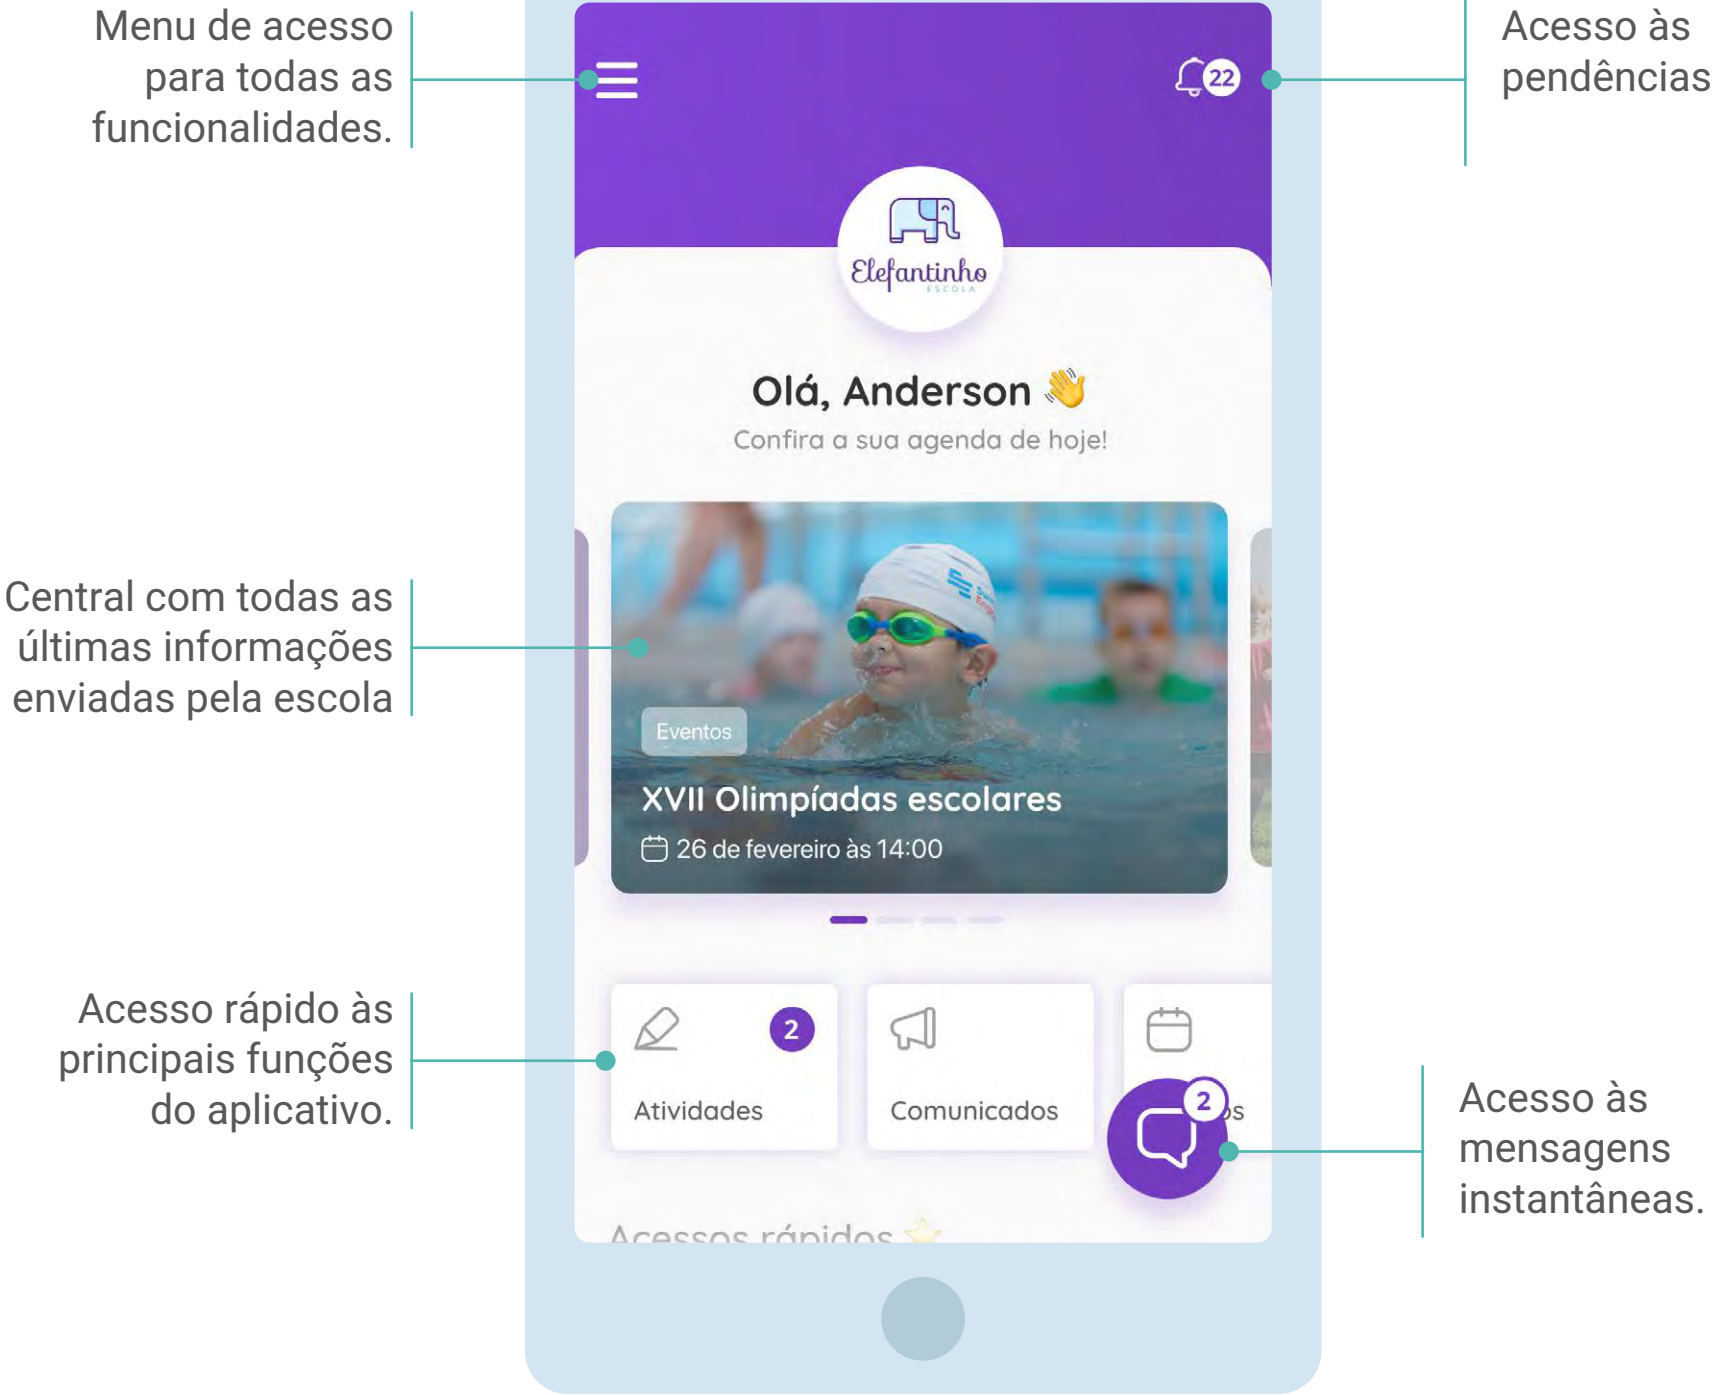 Menu de acesso
para todas as
funcionalidades.
Acesso às
pendências
22
Elefantinho
ESCOLA
Olá, Anderson
Confira a sua agenda de hoje!
Central com todas as
últimas informações
enviadas pela escola
Eventos
XVII Olimpíadas escolares
26 de fevereiro às 14:00
Acesso rápido às
principais funções
do aplicativo.
2
Atividades
Comunicados
2
Acesso às
mensagens
instantâneas.
Acessos rápidos